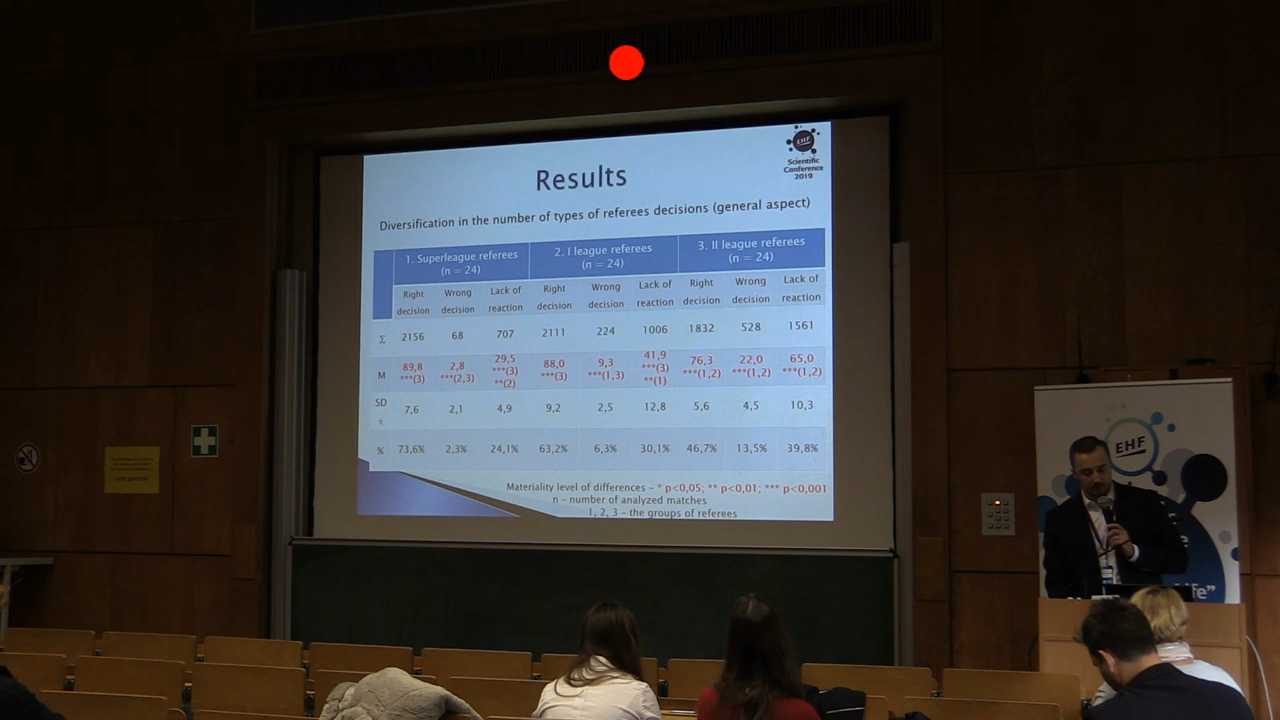 EHF
Scientific
Conference
2019
Results
Diversification in the number of types of referees decisions (general aspect)
1. Superleague referees (n = 24) 2. I league referees (n = 24) 3. II league referees (n = 24)
Right decision Wrong decision Lack of reaction Right decision Wrong decision Lack of reaction Right decision Wrong decision Lack of reaction
Σ 2156 68 707 2111 224 1006 1832 528 1561
M 89,8 ***(3) 2,8 ***(2,3) 29,5 ***(3) **(2) 88,0 ***(3) 9,3 ***(1,3) 41,9 ***(3) **(1) 76,3 ***(1,2) 22,0 ***(1,2) 65,0 ***(1,2)
SD ± 7,6 2,1 4,9 9,2 2,5 12,8 5,6 4,5 10,3
% 73,6% 2,3% 24,1% 63,2% 6,3% 30,1% 46,7% 13,5% 39,8%
Materiality level of differences - * p<0,05; ** p<0,01; *** p<0,001
n - number of analyzed matches
1, 2, 3 - the groups of referees
EHF